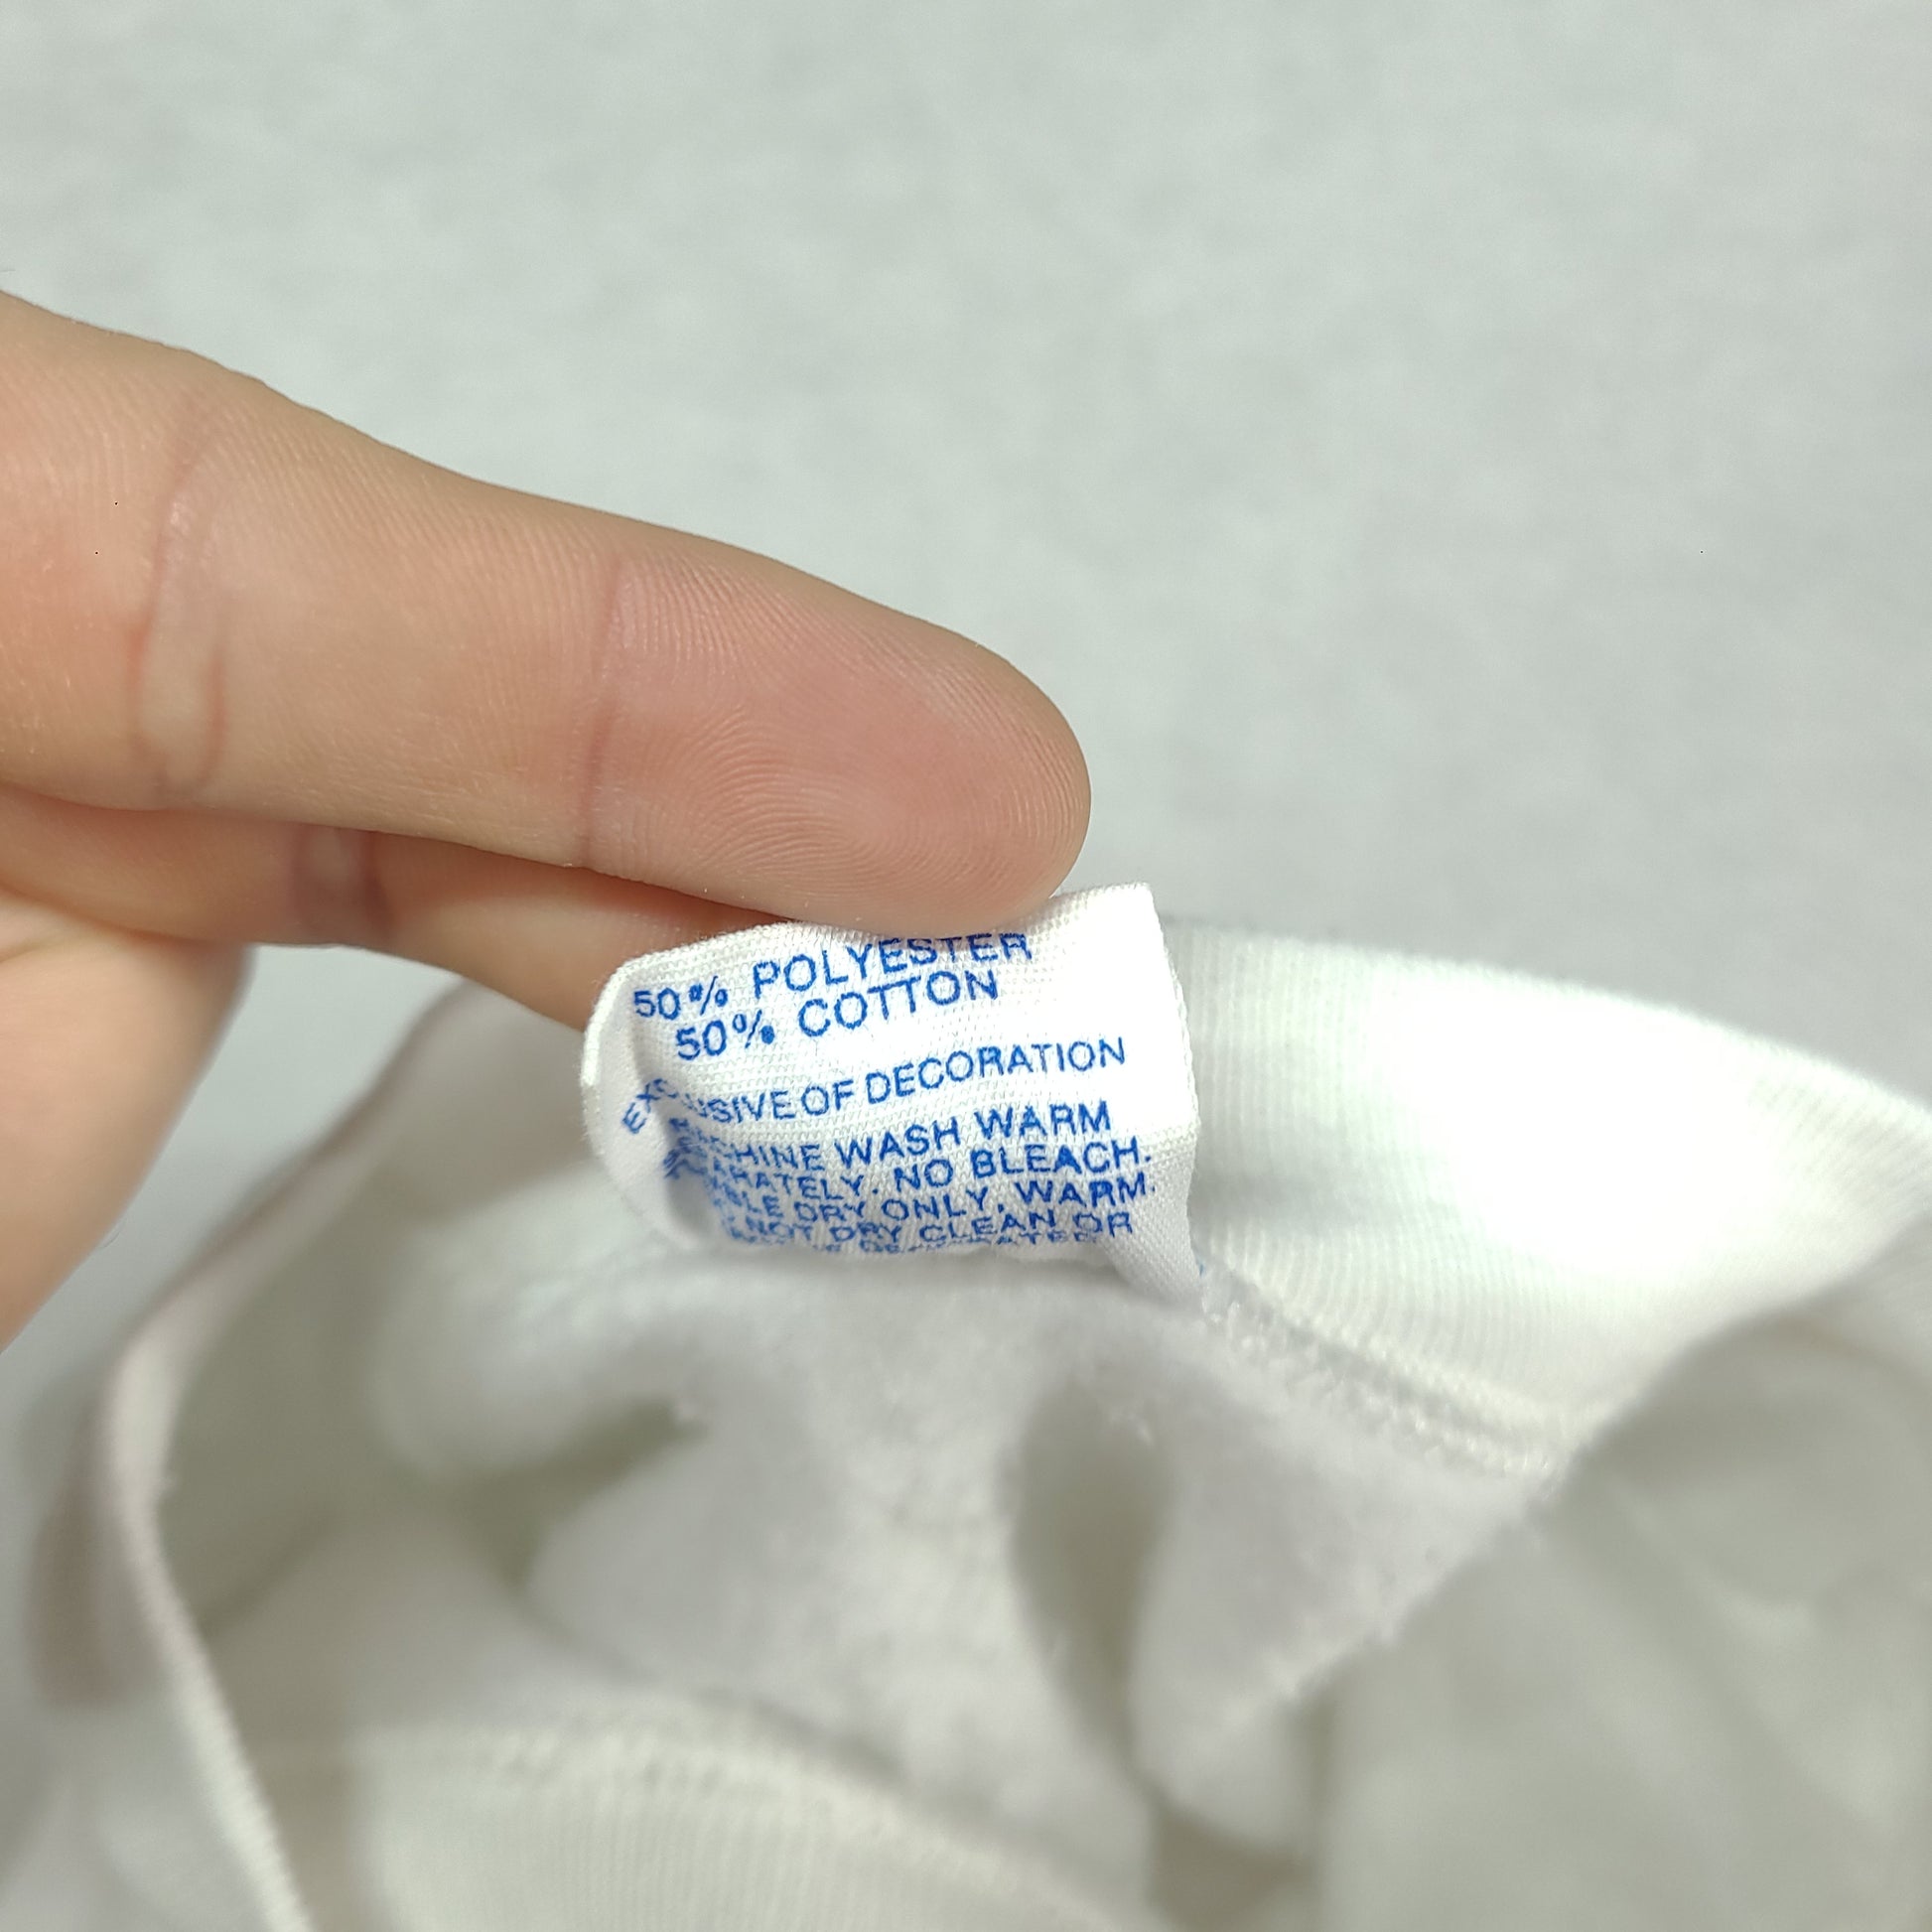 50% POLYESTER
50% COTTON
EXCLUSIVE OF DECORATION
MACHINE WASH WARM
SEPARATELY. NO BLEACH.
TUMBLE DRY ONLY, WARM.
NOT DRY CLEAN OR